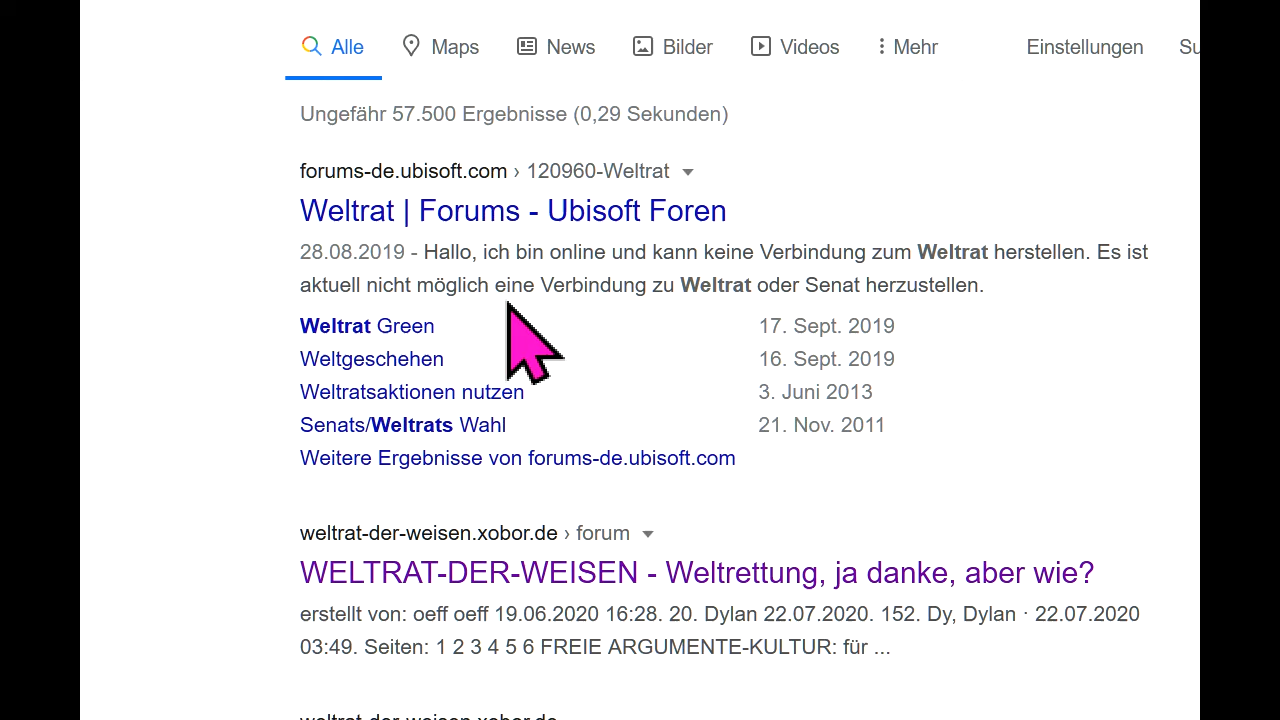 Alle Maps News Bilder Videos Mehr Einstellungen Su
Ungefähr 57.500 Ergebnisse (0,29 Sekunden)
forums-de.ubisoft.com › 120960-Weltrat
Weltrat | Forums - Ubisoft Foren
28.08.2019 - Hallo, ich bin online und kann keine Verbindung zum Weltrat herstellen. Es ist
aktuell nicht möglich eine Verbindung zu Weltrat oder Senat herzustellen.
Weltrat Green 17. Sept. 2019
Weltgeschehen 16. Sept. 2019
Weltratsaktionen nutzen 3. Juni 2013
Senats/Weltrats Wahl 21. Nov. 2011
Weitere Ergebnisse von forums-de.ubisoft.com
weltrat-der-weisen.xobor.de › forum
WELTRAT-DER-WEISEN - Weltrettung, ja danke, aber wie?
erstellt von: oeff oeff 19.06.2020 16:28. 20. Dylan 22.07.2020. 152. Dy, Dylan · 22.07.2020
03:49. Seiten: 1 2 3 4 5 6 FREIE ARGUMENTE-KULTUR: für ...
weltrat-der-weisen.xobor.de